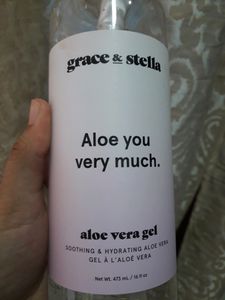 grace & stella
Aloe you
very much.
aloe vera gel
SOOTHING & HYDRATING ALOE VERA
GEL À L'ALOE VERA
Net Wt. 473 mL / 16 fl oz